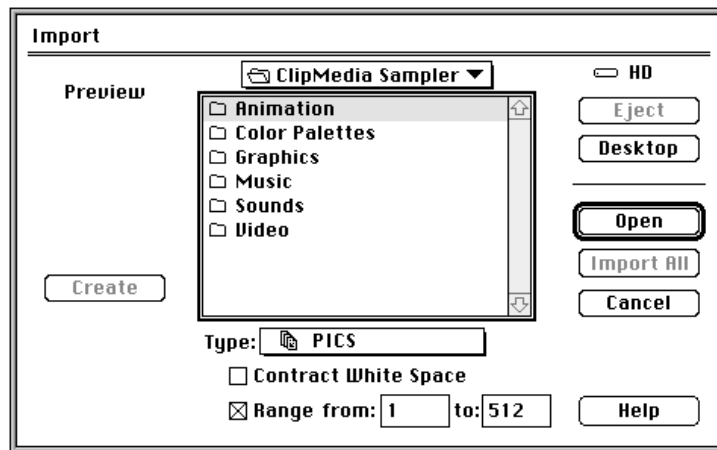 Import
Preview
ClipMedia Sampler
HD
Animation
Color Palettes
Graphics
Music
Sounds
Video
Eject
Desktop
Open
Import All
Cancel
Create
Type: PICS
Contract White Space
Range from: 1 to: 512
Help